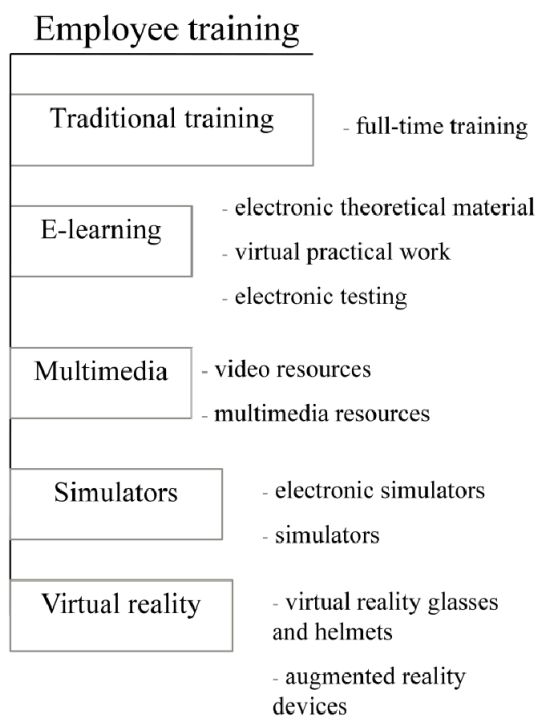 Employee training
Traditional training
- full-time training
E-learning
- electronic theoretical material
- virtual practical work
- electronic testing
Multimedia
- video resources
- multimedia resources
Simulators
- electronic simulators
- simulators
Virtual reality
- virtual reality glasses
and helmets
- augmented reality
devices